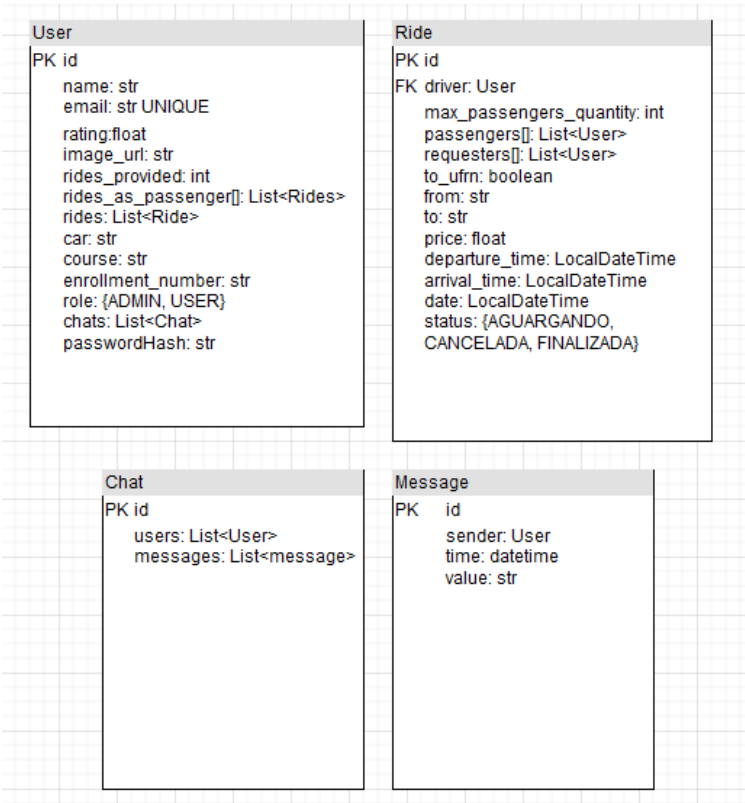 User
PK id
name: str
email: str UNIQUE
rating:float
image_url: str
rides_provided: int
rides_as_passenger[]: List<Rides>
rides: List<Ride>
car: str
course: str
enrollment_number: str
role: {ADMIN, USER}
chats: List<Chat>
passwordHash: str
Ride
PK id
FK driver: User
max_passengers_quantity: int
passengers[]: List<User>
requesters[]: List<User>
to_ufrn: boolean
from: str
to: str
price: float
departure_time: LocalDateTime
arrival_time: LocalDateTime
date: LocalDateTime
status: {AGUARGANDO,
CANCELADA, FINALIZADA}
Chat
PK id
users: List<User>
messages: List<message>
Message
PK id
sender: User
time: datetime
value: str